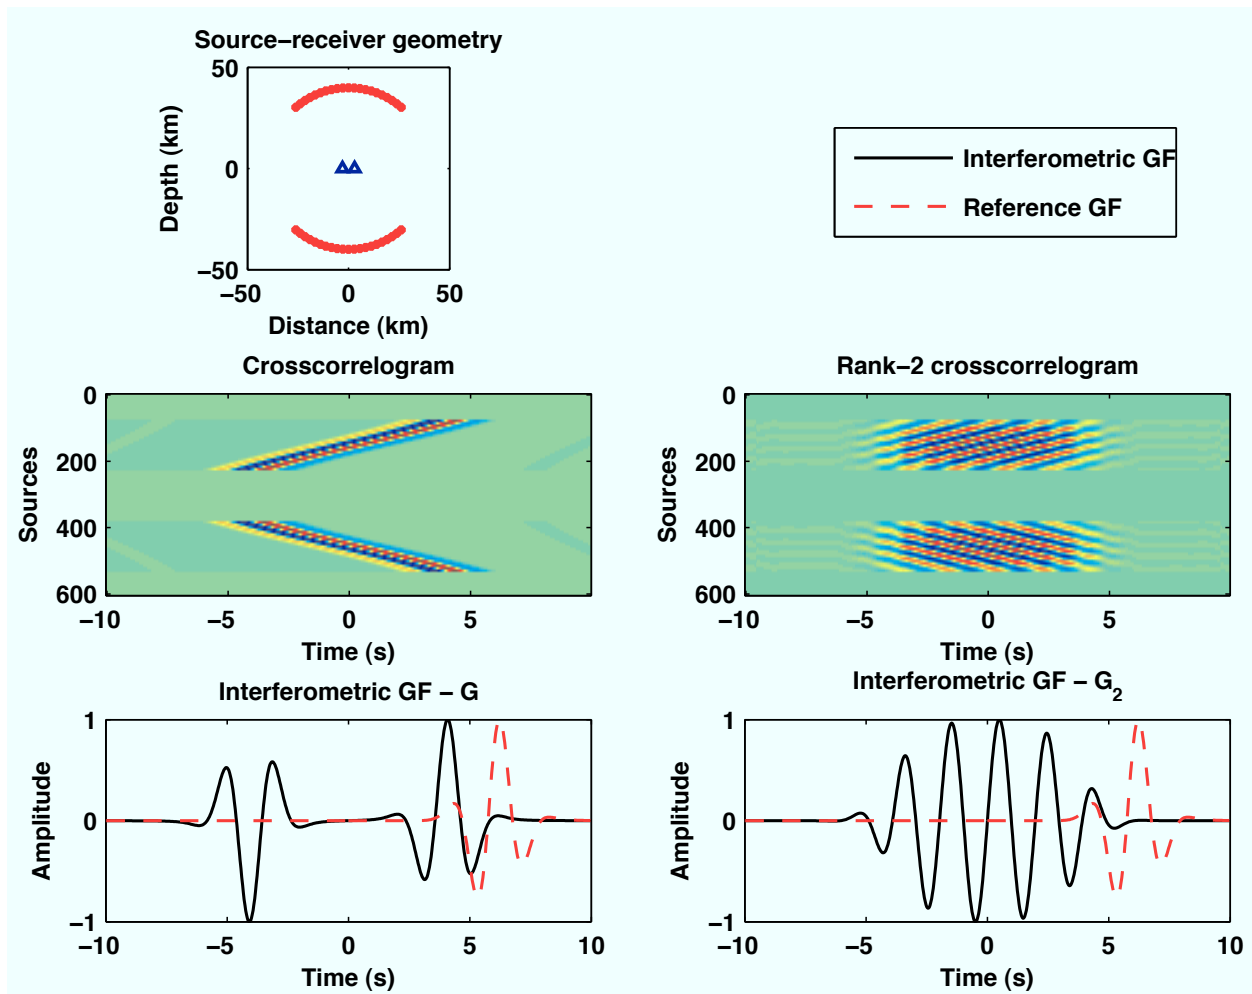 Source−receiver geometry
50
0
−50
Depth (km)
−50 0 50
Distance (km)
Interferometric GF
Reference GF
Crosscorrelogram
0
200
400
600
Sources
−10 −5 0 5
Time (s)
Rank−2 crosscorrelogram
0
200
400
600
Sources
−10 −5 0 5
Time (s)
Interferometric GF − G
1
0
−1
Amplitude
−10 −5 0 5 10
Time (s)
Interferometric GF − G2
1
0
−1
Amplitude
−10 −5 0 5 10
Time (s)